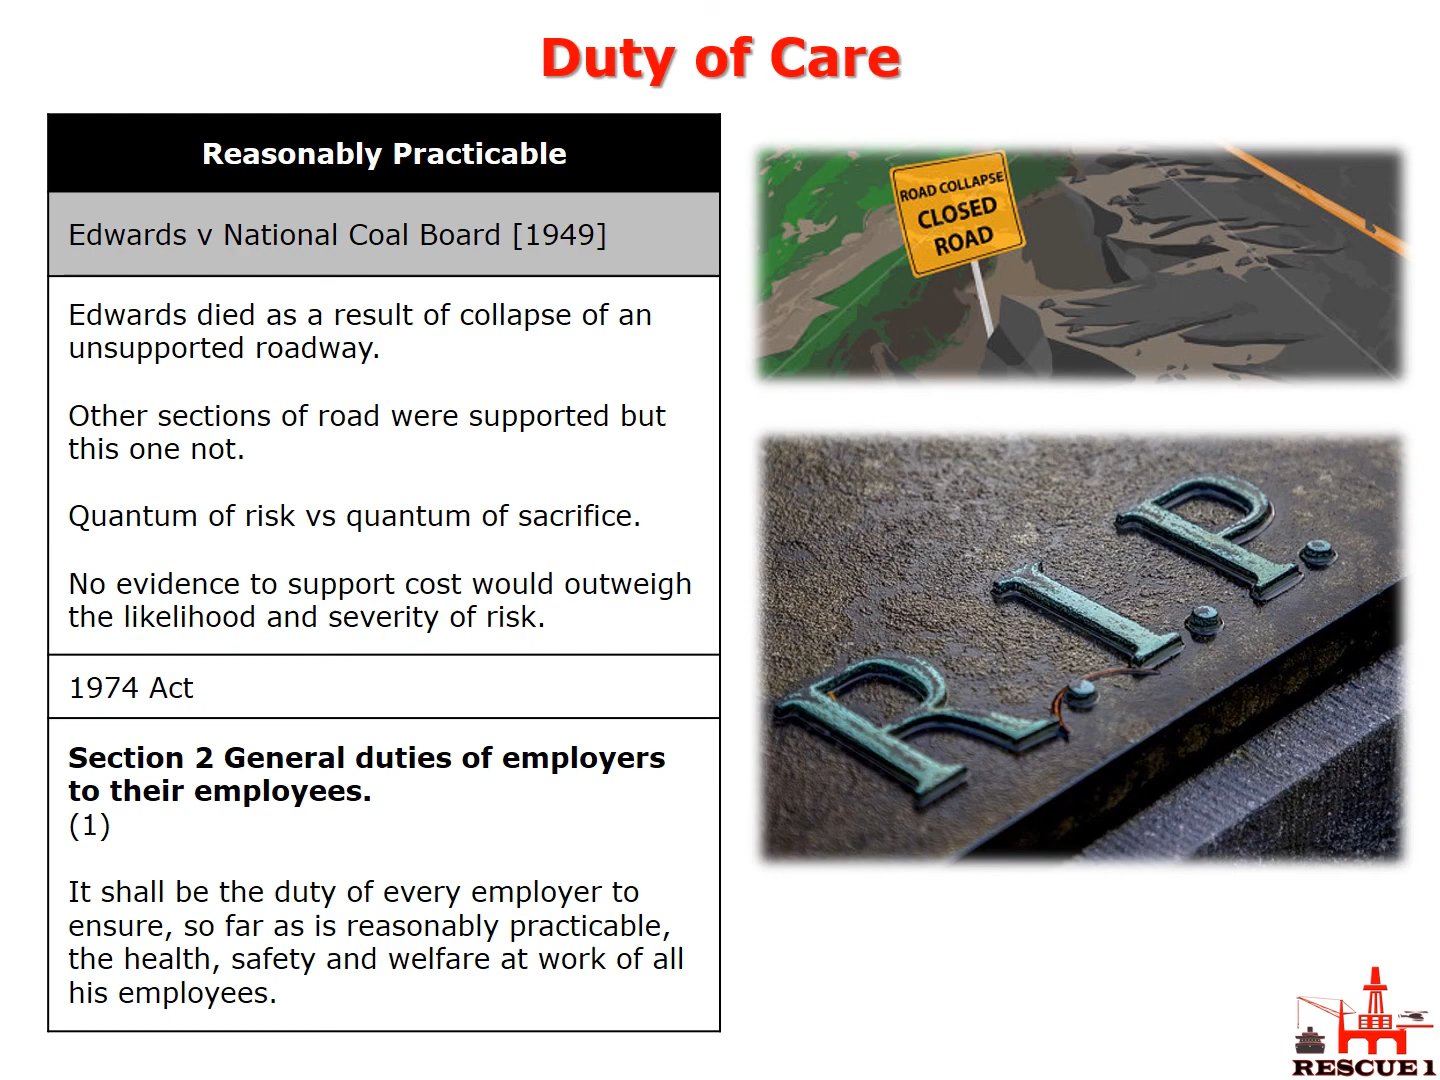 Duty of Care
Reasonably Practicable
Edwards v National Coal Board [1949]
Edwards died as a result of collapse of an
unsupported roadway.
Other sections of road were supported but
this one not.
Quantum of risk vs quantum of sacrifice.
No evidence to support cost would outweigh
the likelihood and severity of risk.
1974 Act
Section 2 General duties of employers
to their employees.
(1)
It shall be the duty of every employer to
ensure, so far as is reasonably practicable,
the health, safety and welfare at work of all
his employees.
ROAD COLLAPSE
CLOSED
ROAD
R.I.P.
RESCUE 1